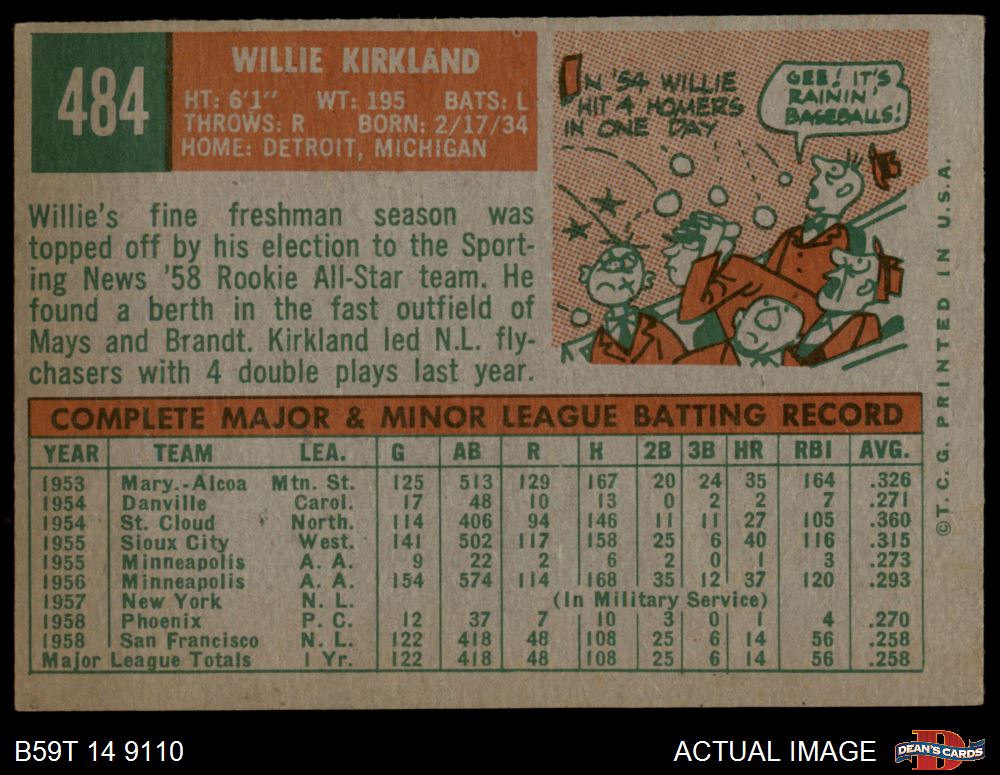 484
WILLIE KIRKLAND
HT: 6'1" WT: 195 BATS: L
THROWS: R BORN: 2/17/34
HOME: DETROIT, MICHIGAN
IN '54 WILLIE
HIT 4 HOMERS
IN ONE DAY
GEE! IT'S
RAININ'
BASEBALLS!
Willie's fine freshman season was
topped off by his election to the Sport-
ing News '58 Rookie All-Star team. He
found a berth in the fast outfield of
Mays and Brandt. Kirkland led N.L. fly-
chasers with 4 double plays last year.
COMPLETE MAJOR & MINOR LEAGUE BATTING RECORD
YEAR TEAM LEA. G AB R H 2B 3B HR RBI AVG.
1953 Mary.-Alcoa Mtn. St. 125 513 129 167 20 24 35 164 .326
1954 Danville Carol. 17 48 10 13 0 2 2 7 .271
1954 St. Cloud North. 114 406 94 146 11 11 27 105 .360
1955 Sioux City West. 141 502 117 158 25 6 40 116 .315
1955 Minneapolis A. A. 9 22 2 6 2 0 1 3 .273
1956 Minneapolis A. A. 154 574 114 168 35 12 37 120 .293
1957 New York N. L. (In Military Service)
1958 Phoenix P. C. 12 37 7 10 3 0 1 4 .270
1958 San Francisco N. L. 122 418 48 108 25 6 14 56 .258
Major League Totals 1 Yr. 122 418 48 108 25 6 14 56 .258
©T. C. G. PRINTED IN U.S.A.
B59T 14 9110
ACTUAL IMAGE
DEAN'S CARDS